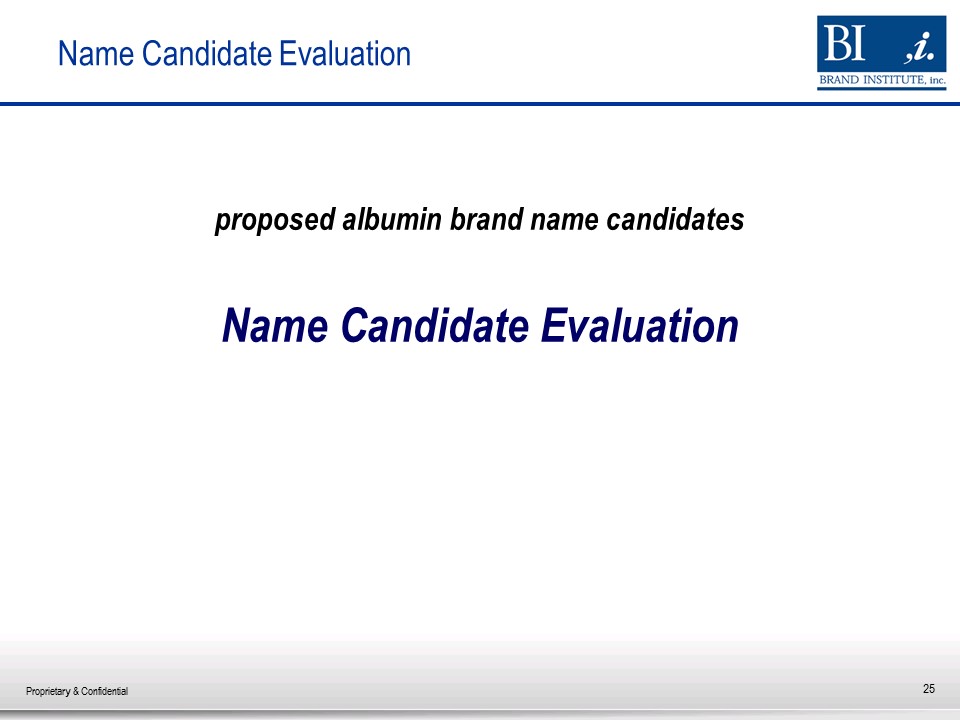 Name Candidate Evaluation
BI ,i.
BRAND INSTITUTE, inc.
proposed albumin brand name candidates
Name Candidate Evaluation
Proprietary & Confidential
25